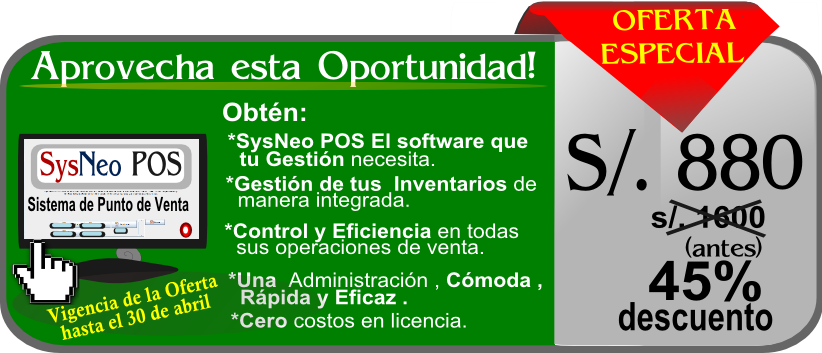 OFERTA
ESPECIAL
Aprovecha esta Oportunidad!
Obtén:
*SysNeo POS El software que
tu Gestión necesita.
*Gestión de tus Inventarios de
manera integrada.
*Control y Eficiencia en todas
sus operaciones de venta.
*Una Administración , Cómoda ,
Rápida y Eficaz .
*Cero costos en licencia.
SysNeo POS
Sistema de Punto de Venta
Vigencia de la Oferta
hasta el 30 de abril
S/. 880
s/. 1600
(antes)
45%
descuento